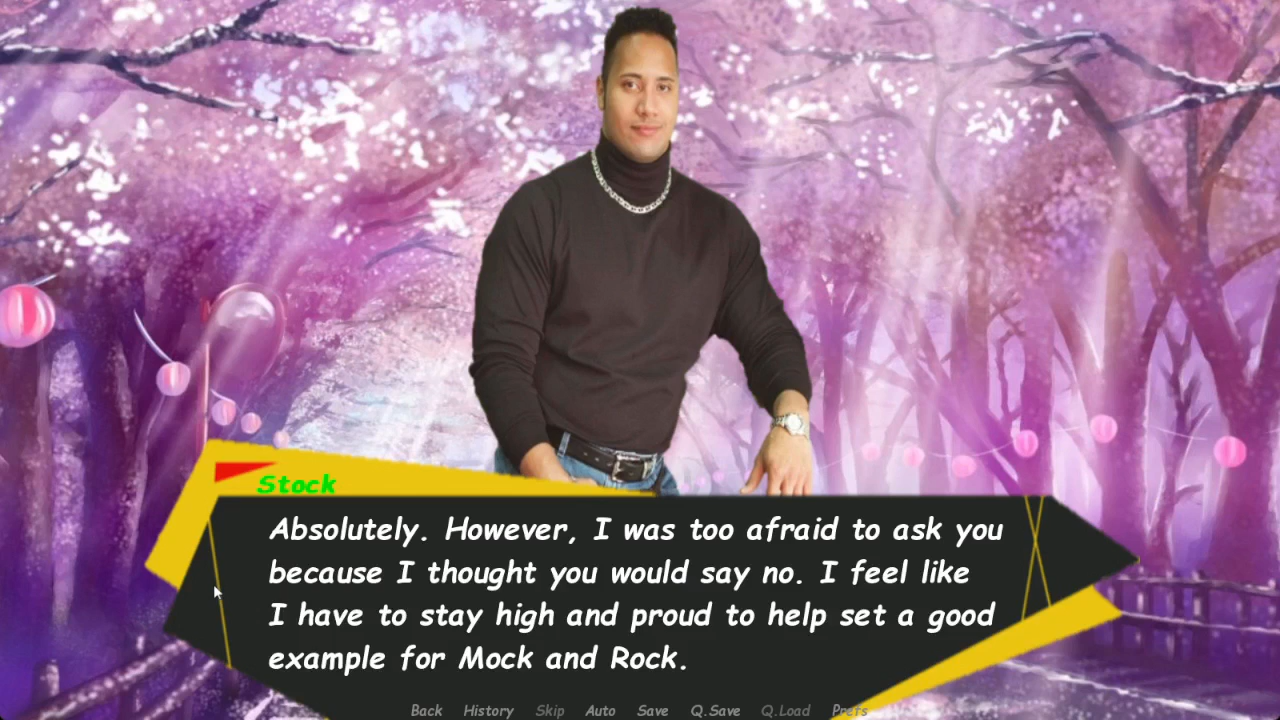 Stock
Absolutely. However, I was too afraid to ask you
because I thought you would say no. I feel like
I have to stay high and proud to help set a good
example for Mock and Rock.
Back History Skip Auto Save Q.Save Q.Load Prefs